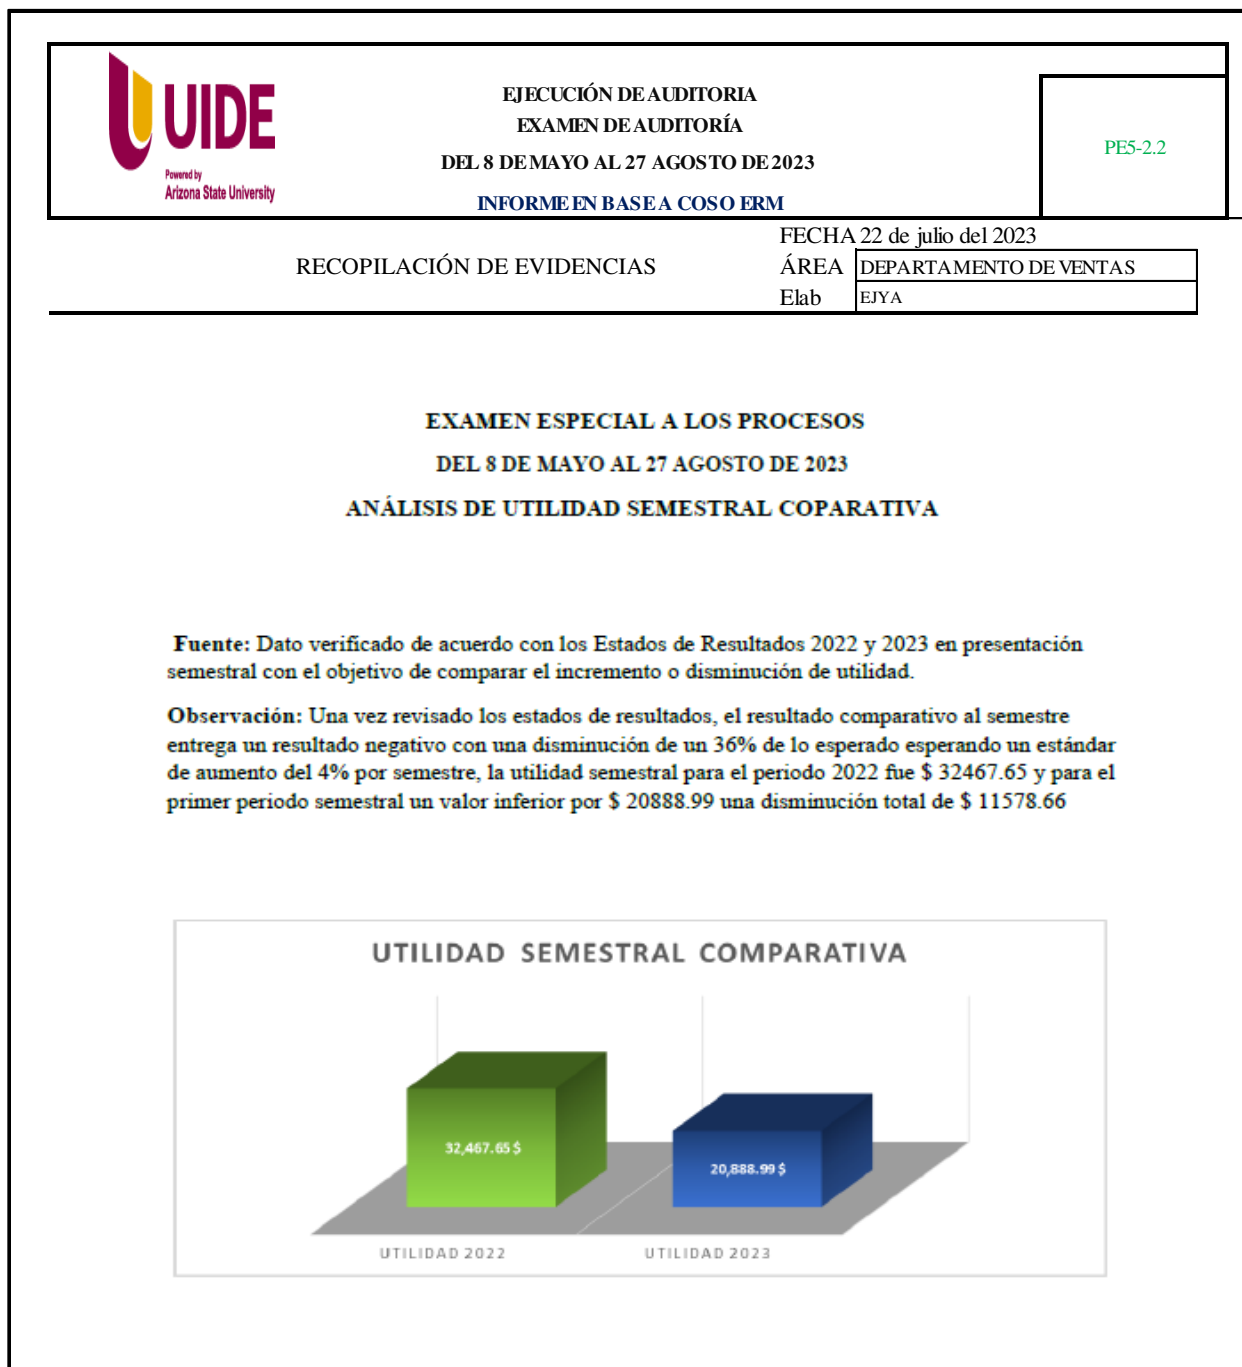 UIDE
Powered by
Arizona State University
EJECUCIÓN DE AUDITORIA
EXAMEN DE AUDITORÍA
DEL 8 DE MAYO AL 27 AGOSTO DE 2023
INFORME EN BASE A COSO ERM
PE5-2.2
FECHA 22 de julio del 2023
RECOPILACIÓN DE EVIDENCIAS
ÁREA DEPARTAMENTO DE VENTAS
Elab EJYA
EXAMEN ESPECIAL A LOS PROCESOS
DEL 8 DE MAYO AL 27 AGOSTO DE 2023
ANÁLISIS DE UTILIDAD SEMESTRAL COPARATIVA
Fuente: Dato verificado de acuerdo con los Estados de Resultados 2022 y 2023 en presentación
semestral con el objetivo de comparar el incremento o disminución de utilidad.
Observación: Una vez revisado los estados de resultados, el resultado comparativo al semestre
entrega un resultado negativo con una disminución de un 36% de lo esperado esperando un estándar
de aumento del 4% por semestre, la utilidad semestral para el periodo 2022 fue $ 32467.65 y para el
primer periodo semestral un valor inferior por $ 20888.99 una disminución total de $ 11578.66
UTILIDAD SEMESTRAL COMPARATIVA
32,467.65 $
20,888.99 $
UTILIDAD 2022
UTILIDAD 2023